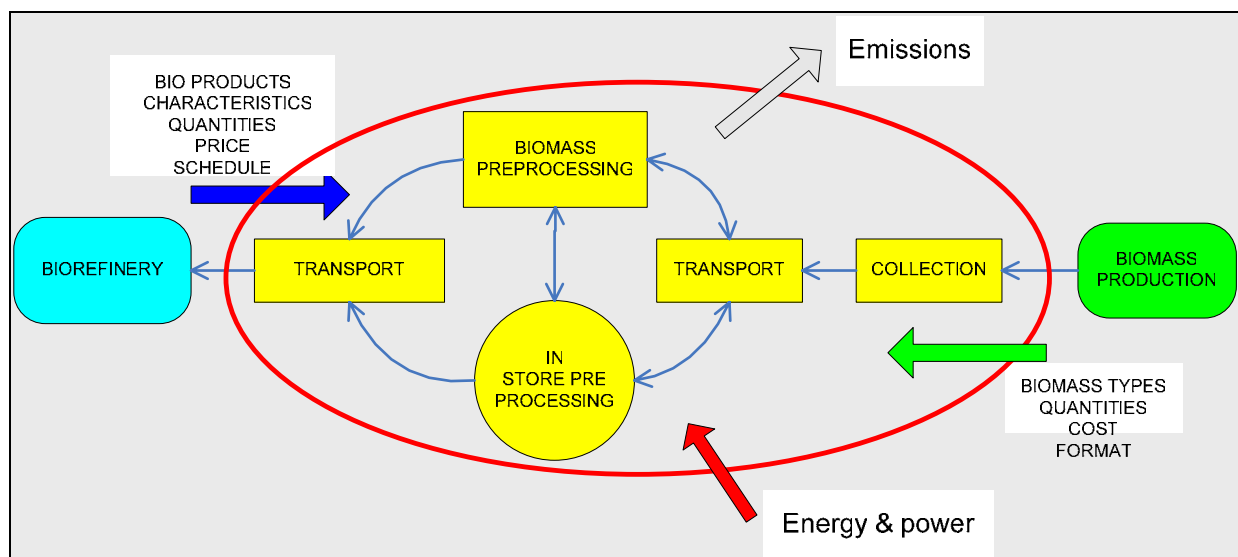 Emissions
BIO PRODUCTS
CHARACTERISTICS
QUANTITIES
PRICE
SCHEDULE
BIOMASS
PREPROCESSING
BIOREFINERY
TRANSPORT
TRANSPORT
COLLECTION
BIOMASS
PRODUCTION
IN
STORE PRE
PROCESSING
BIOMASS TYPES
QUANTITIES
COST
FORMAT
Energy & power